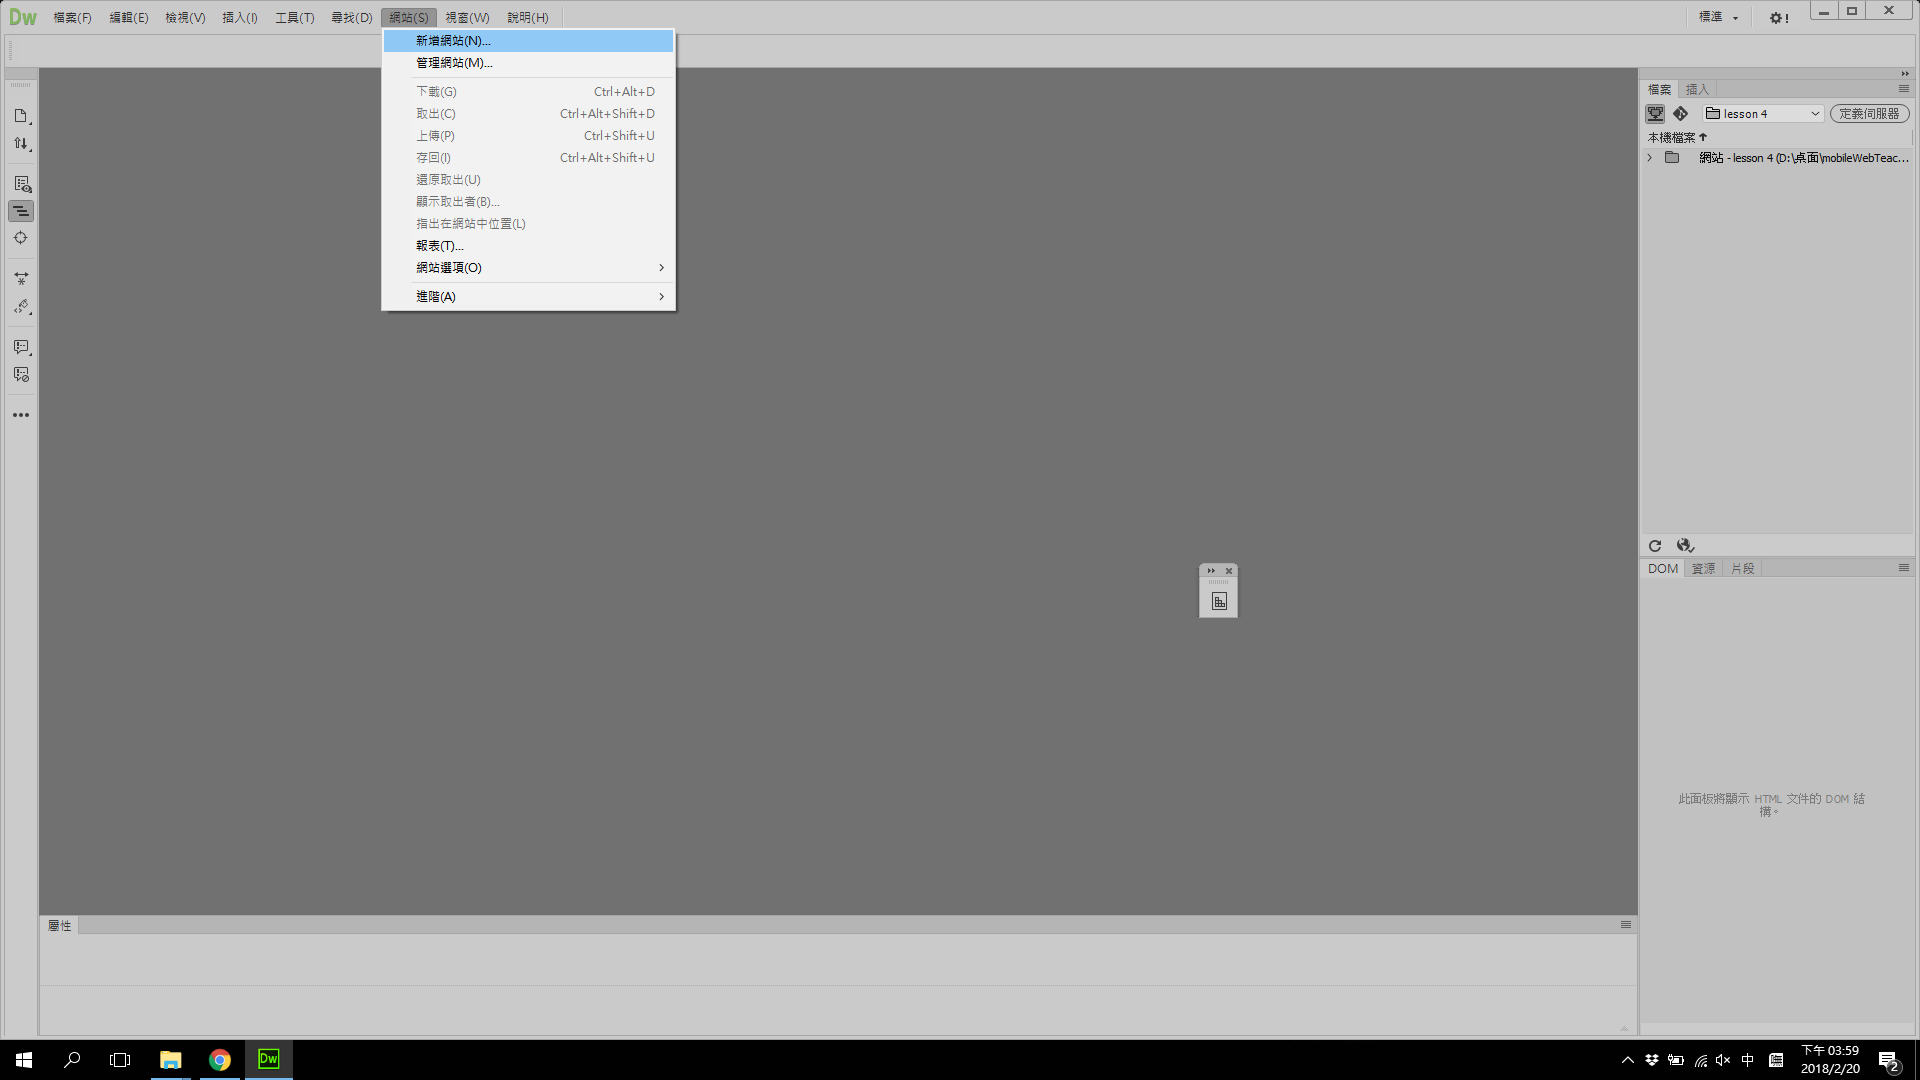 Dw 檔案(F) 編輯(E) 檢視(V) 插入(I) 工具(T) 尋找(D) 網站(S) 視窗(W) 說明(H) 標準
新增網站(N)...
管理網站(M)...
下載(G) Ctrl+Alt+D
取出(C) Ctrl+Alt+Shift+D
上傳(P) Ctrl+Shift+U
存回(I) Ctrl+Alt+Shift+U
還原取出(U)
顯示取出者(B)...
指出在網站中位置(L)
報表(T)...
網站選項(O)
進階(A)
檔案 插入
lesson 4 定義伺服器
本機檔案
網站 - lesson 4 (D:\桌面\mobileWebTeac...
DOM 資源 片段
此面板將顯示 HTML 文件的 DOM 結
構。
屬性
Dw
中
下午 03:59
2018/2/20
2